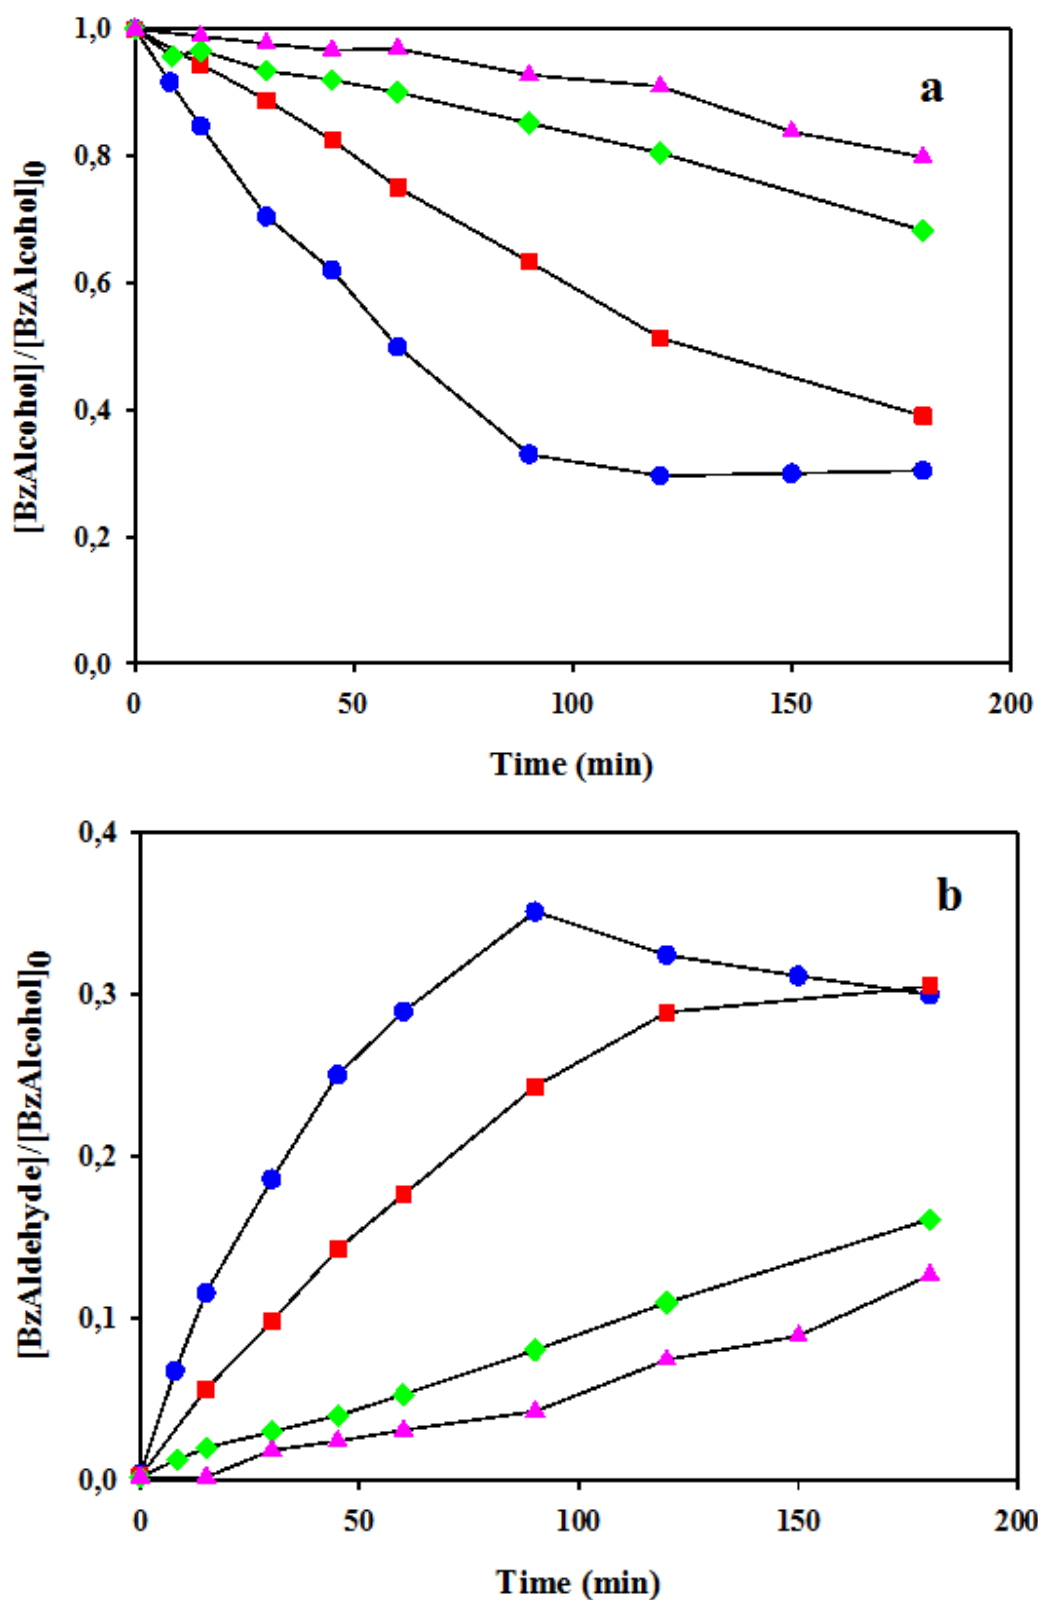 1,0
a
0,8
0,6
0,4
0,2
0,0
0 50 100 150 200
[BzAlcohol]/[BzAlcohol]0
Time (min)
0,4
b
0,3
0,2
0,1
0,0
0 50 100 150 200
[BzAldehyde]/[BzAlcohol]0
Time (min)